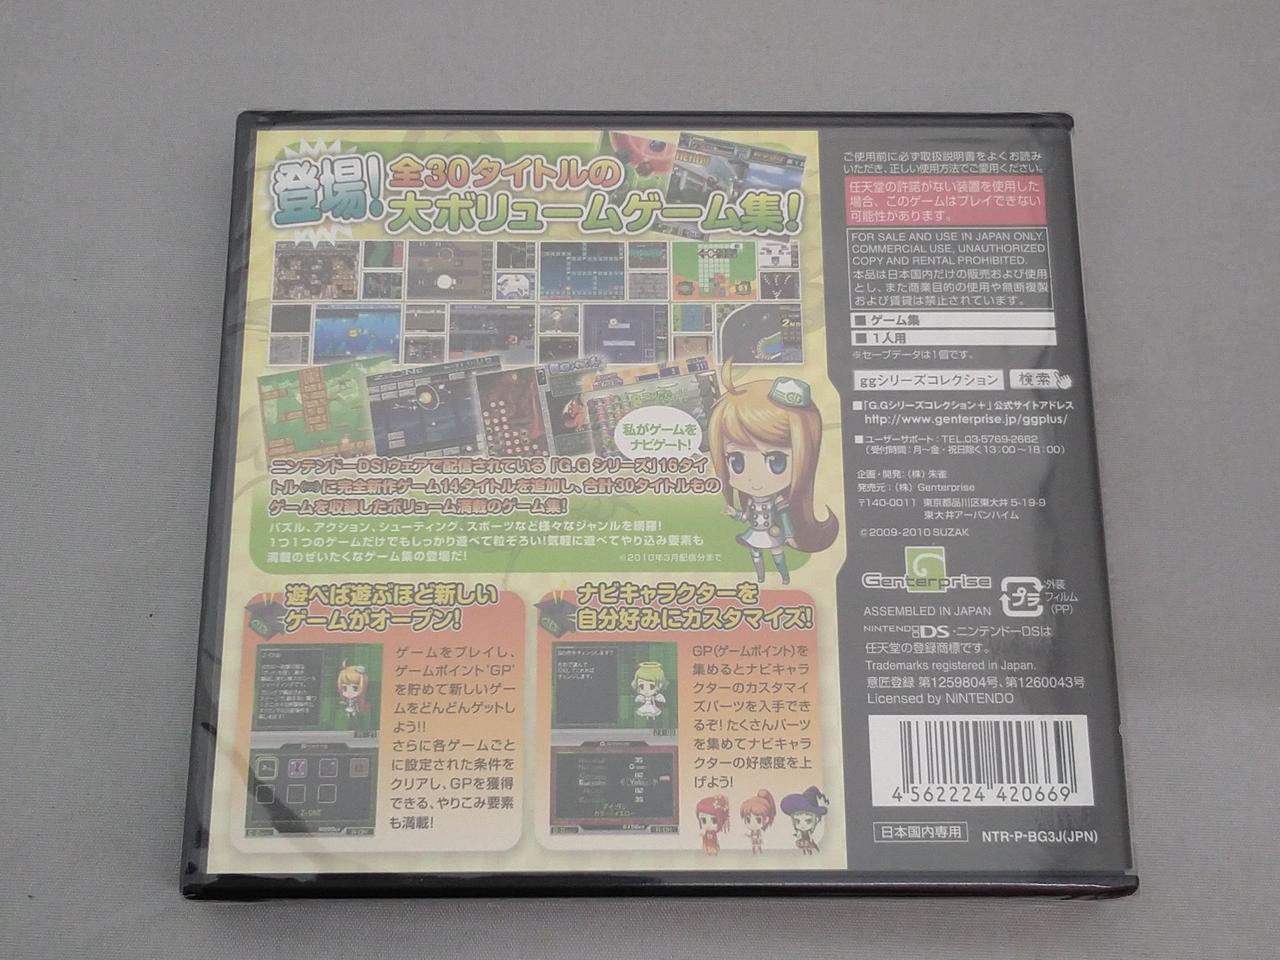 登場!
全30タイトルの
大ボリュームゲーム集!
私がゲームを
ナビゲート!
ニンテンドーDSiウェアで配信されている「G.Gシリーズ」16タイ
トル(※)に完全新作ゲーム14タイトルを追加し、合計30タイトルもの
ゲームを収録したボリューム満載のゲーム集!
パズル、アクション、シューティング、スポーツなど様々なジャンルを網羅!
1つ1つのゲームだけでもしっかり遊べて粒ぞろい!気軽に遊べてやり込み要素も
満載のぜいたくなゲーム集の登場だ!
※2010年3月配信分まで
遊べば遊ぶほど新しい
ゲームがオープン!
ゲームをプレイし、
ゲームポイント'GP'
を貯めて新しいゲー
ムをどんどんゲットし
よう!!
さらに各ゲームごと
に設定された条件を
クリアし、GPを獲得
できる、やりこみ要素
も満載!
Z-ONE
ナビキャラクターを
自分好みにカスタマイズ!
GP(ゲームポイント)を
集めるとナビキャラ
クターのカスタマイ
ズパーツを入手でき
るぞ!たくさんパーツ
を集めてナビキャラ
クターの好感度を上
げよう!
ご使用前に必ず取扱説明書をよくお読み
いただき、正しい使用方法でご愛用ください。
任天堂の許諾がない装置を使用した
場合、このゲームはプレイできない
可能性があります。
FOR SALE AND USE IN JAPAN ONLY.
COMMERCIAL USE, UNAUTHORIZED
COPY AND RENTAL PROHIBITED.
本品は日本国内だけの販売および使用
とし、また商業目的の使用や無断複製
および賃貸は禁止されています。
■ ゲーム集
■ 1人用
※セーブデータは1個です。
ggシリーズコレクション 検索
■「G.Gシリーズコレクション+」公式サイトアドレス
http://www.genterprise.jp/ggplus/
■ユーザーサポート:TEL.03-5769-2662
(受付時間:月~金・祝日除く13:00~18:00)
企画・開発:(株)朱雀
発売元:(株)Genterprise
〒140-0011 東京都品川区東大井5-19-9
東大井アーバンハイム
©2009-2010 SUZAK
Genterprise
プラ
外装
フィルム
(PP)
ASSEMBLED IN JAPAN
NINTENDO DS・ニンテンドーDSは
任天堂の登録商標です。
Trademarks registered in Japan.
意匠登録 第1259804号、第1260043号
Licensed by NINTENDO
4 562224 420669
日本国内専用
NTR-P-BG3J(JPN)